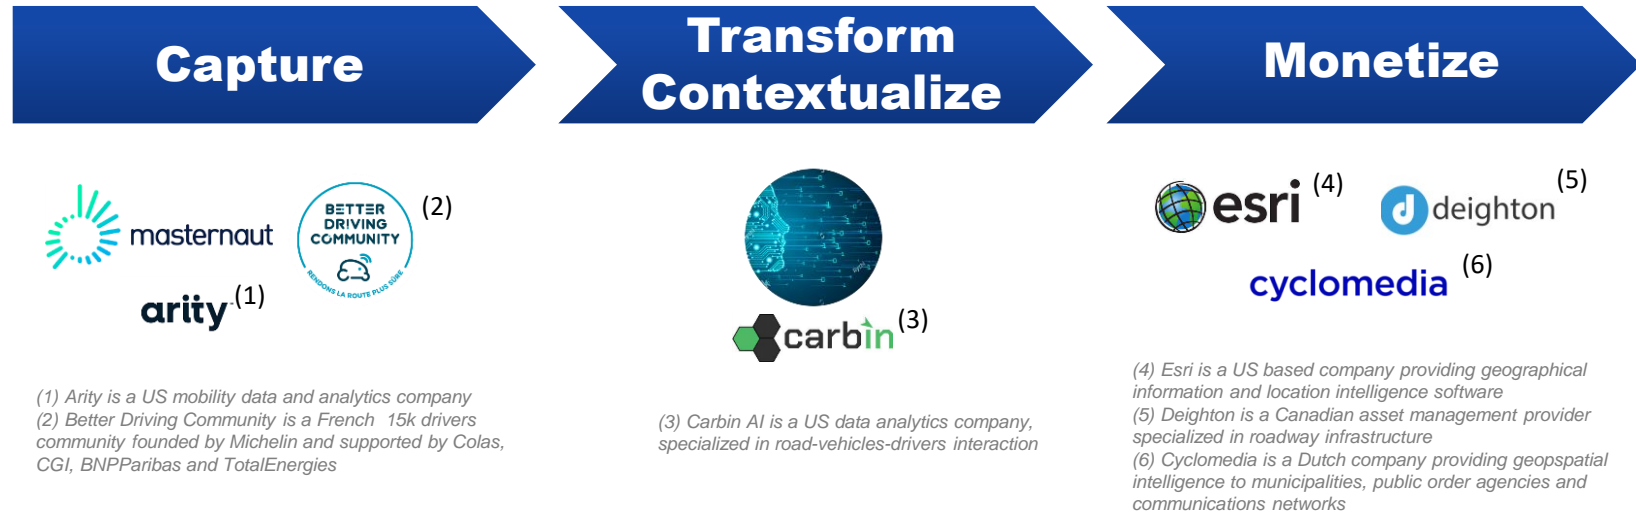 Capture
Transform
Contextualize
Monetize
masternaut
BETTER
DRIVING
COMMUNITY
RENDONS LA ROUTE PLUS SÛRE
(2)
arity
(1)
carbin
(3)
esri
(4)
deighton
(5)
cyclomedia
(6)
(1) Arity is a US mobility data and analytics company
(2) Better Driving Community is a French 15k drivers
community founded by Michelin and supported by Colas,
CGI, BNPParibas and TotalEnergies
(3) Carbin AI is a US data analytics company,
specialized in road-vehicles-drivers interaction
(4) Esri is a US based company providing geographical
information and location intelligence software
(5) Deighton is a Canadian asset management provider
specialized in roadway infrastructure
(6) Cyclomedia is a Dutch company providing geopspatial
intelligence to municipalities, public order agencies and
communications networks